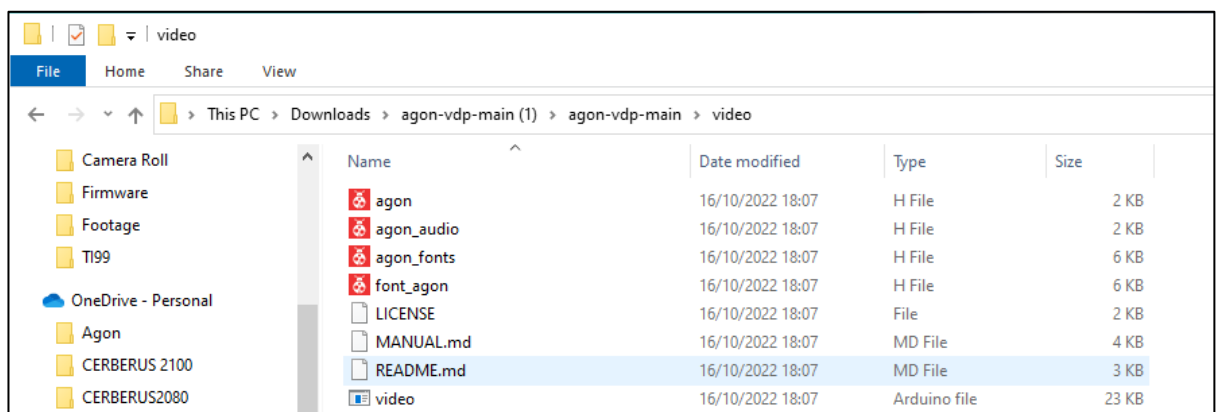 video
File Home Share View
This PC > Downloads > agon-vdp-main (1) > agon-vdp-main > video
Camera Roll
Firmware
Footage
TI99
OneDrive - Personal
Agon
CERBERUS 2100
CERBERUS2080
Name Date modified Type Size
agon 16/10/2022 18:07 H File 2 KB
agon_audio 16/10/2022 18:07 H File 2 KB
agon_fonts 16/10/2022 18:07 H File 6 KB
font_agon 16/10/2022 18:07 H File 6 KB
LICENSE 16/10/2022 18:07 File 2 KB
MANUAL.md 16/10/2022 18:07 MD File 4 KB
README.md 16/10/2022 18:07 MD File 3 KB
video 16/10/2022 18:07 Arduino file 23 KB